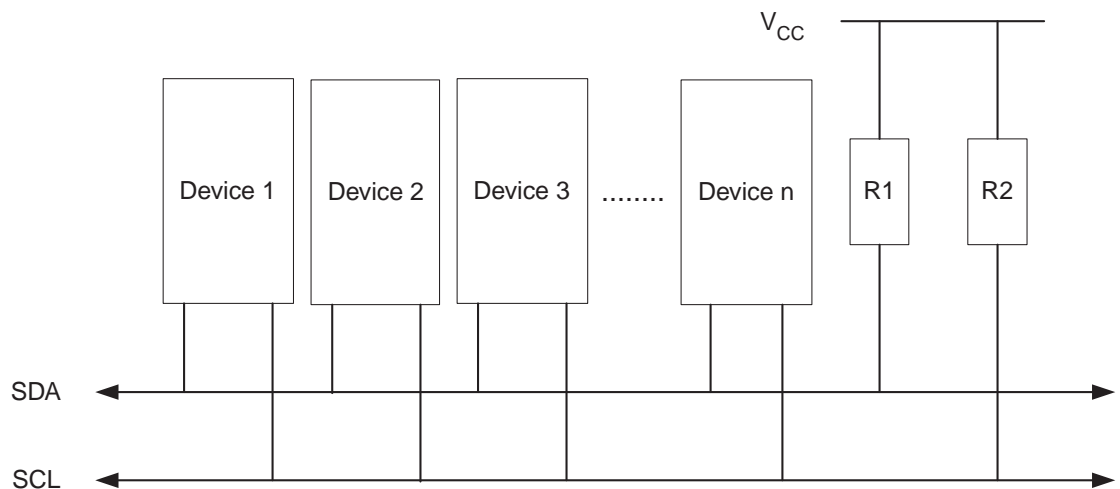 VCC
Device 1 Device 2 Device 3 ........ Device n R1 R2
SDA
SCL